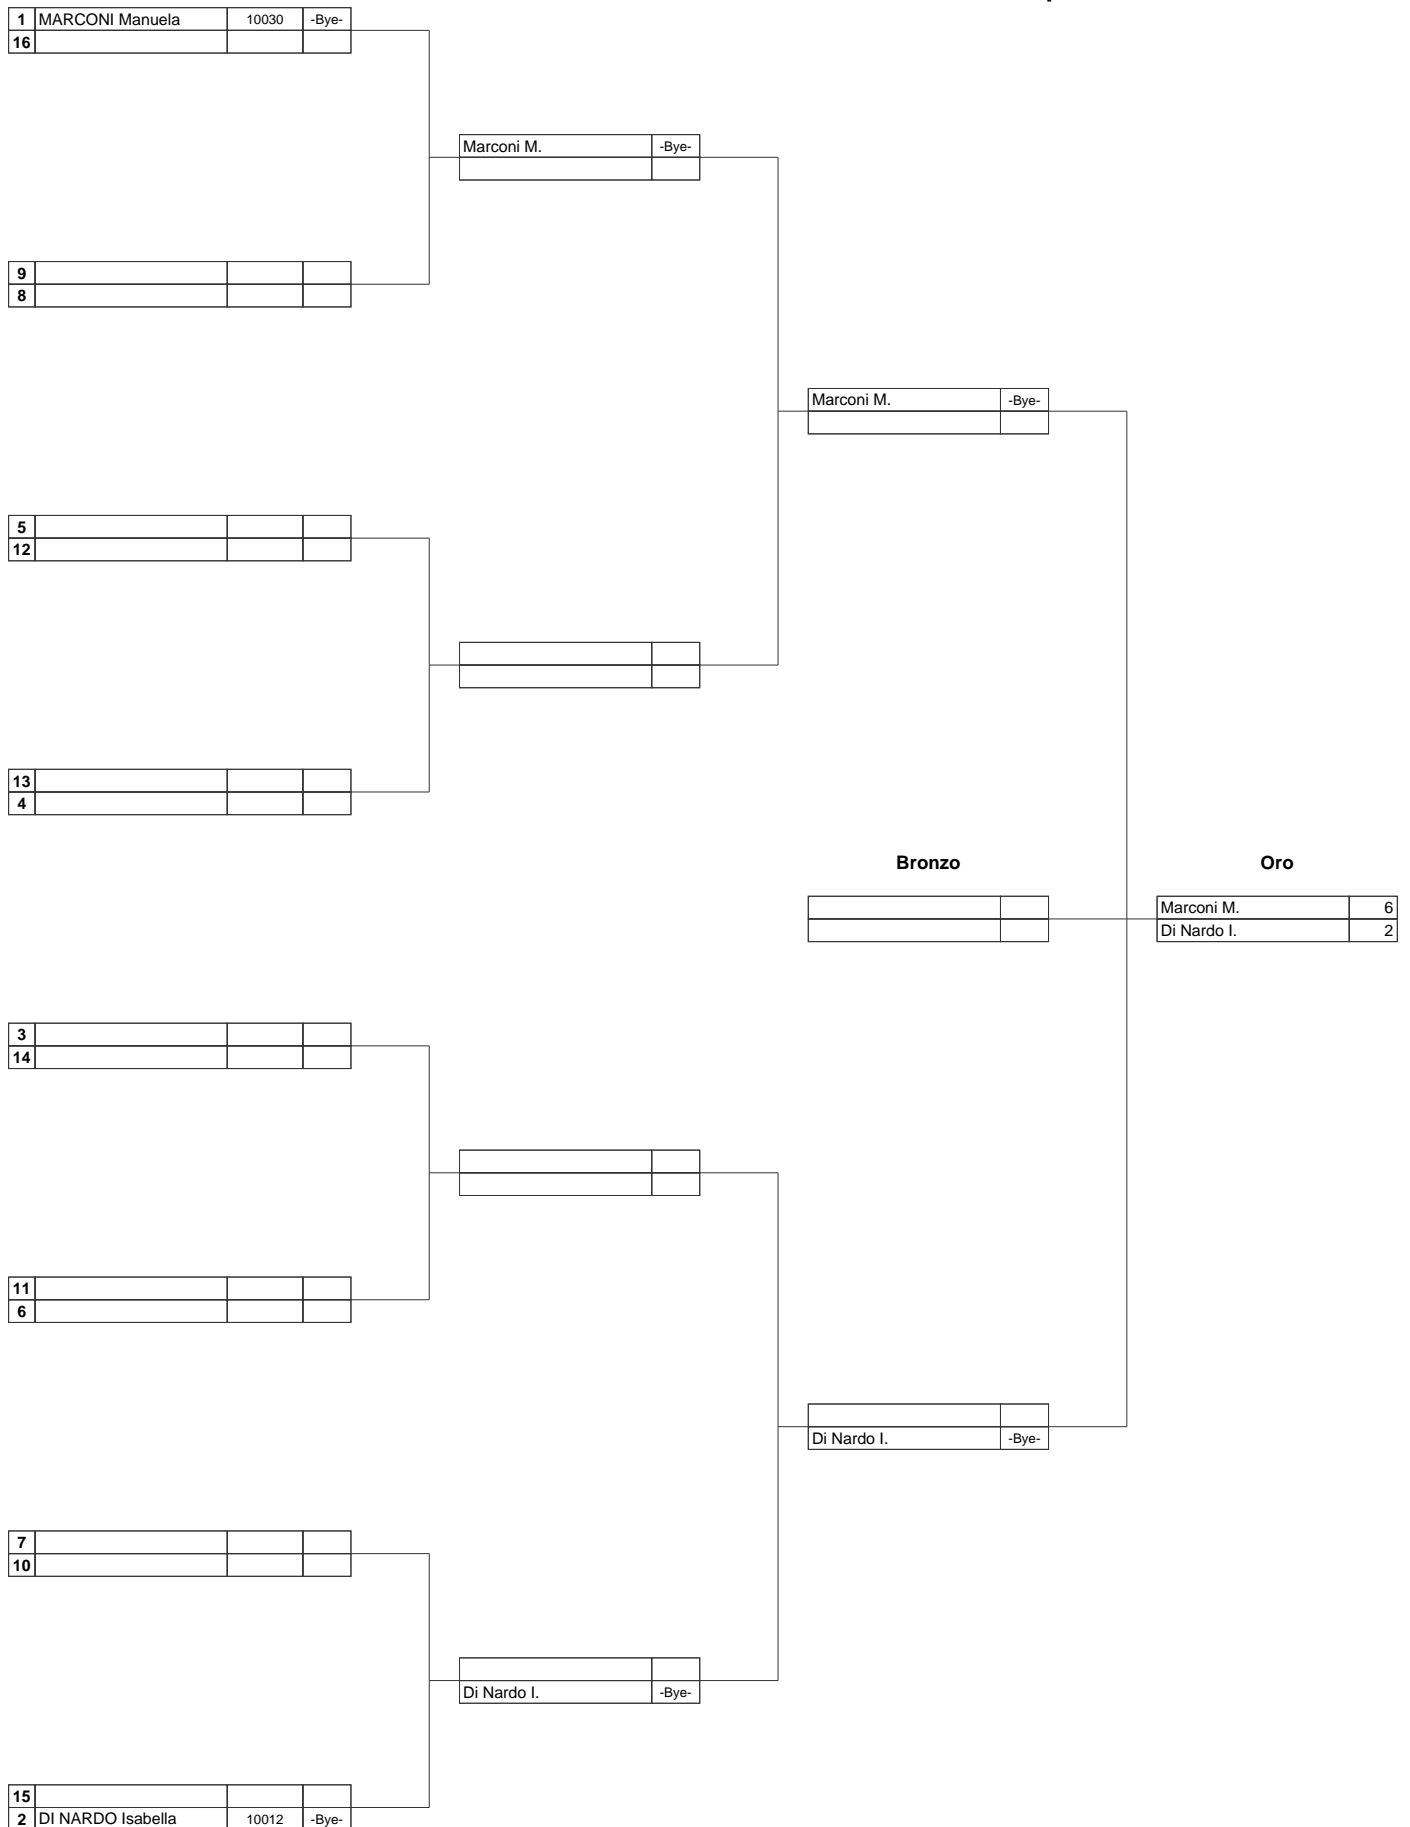 1 MARCONI Manuela 10030 -Bye-
16
Marconi M. -Bye-
9
8
Marconi M. -Bye-
5
12
13
4
Bronzo Oro
Marconi M. 6
Di Nardo I. 2
3
14
11
6
Di Nardo I. -Bye-
7
10
Di Nardo I. -Bye-
15
2 DI NARDO Isabella 10012 -Bye-